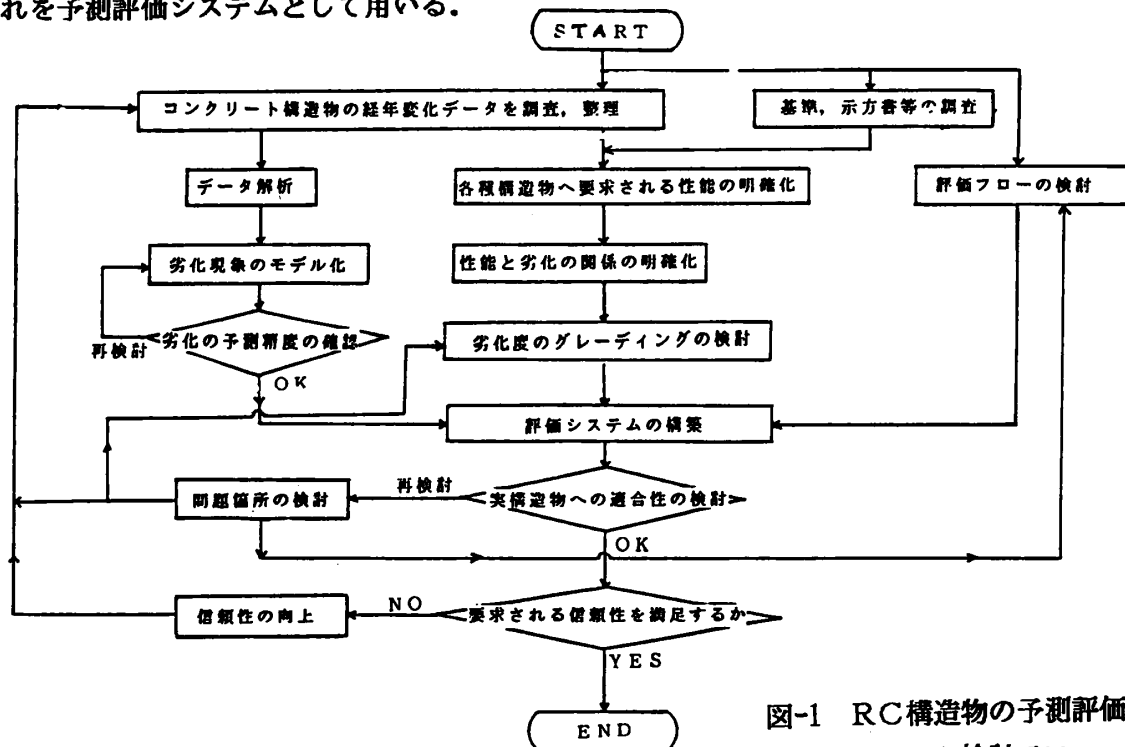 れを予測評価システムとして用いる.
START
コンクリート構造物の経年変化データを調査, 整理
基準, 示方書等の調査
データ解析
各種構造物へ要求される性能の明確化
評価フローの検討
劣化現象のモデル化
性能と劣化の関係の明確化
劣化の予測精度の確認
再検討
劣化度のグレーディングの検討
OK
評価システムの構築
問題箇所の検討
再検討
実構造物への適合性の検討
OK
信頼性の向上
NO
要求される信頼性を満足するか
YES
END
図-1 RC構造物の予測評価